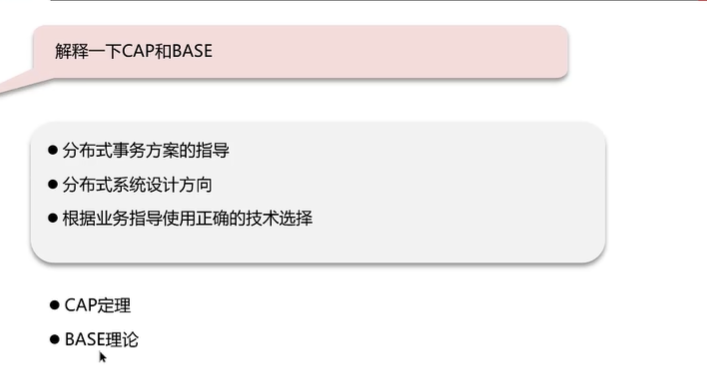 解释一下CAP和BASE
● 分布式事务方案的指导
● 分布式系统设计方向
● 根据业务指导使用正确的技术选择
● CAP定理
● BASE理论